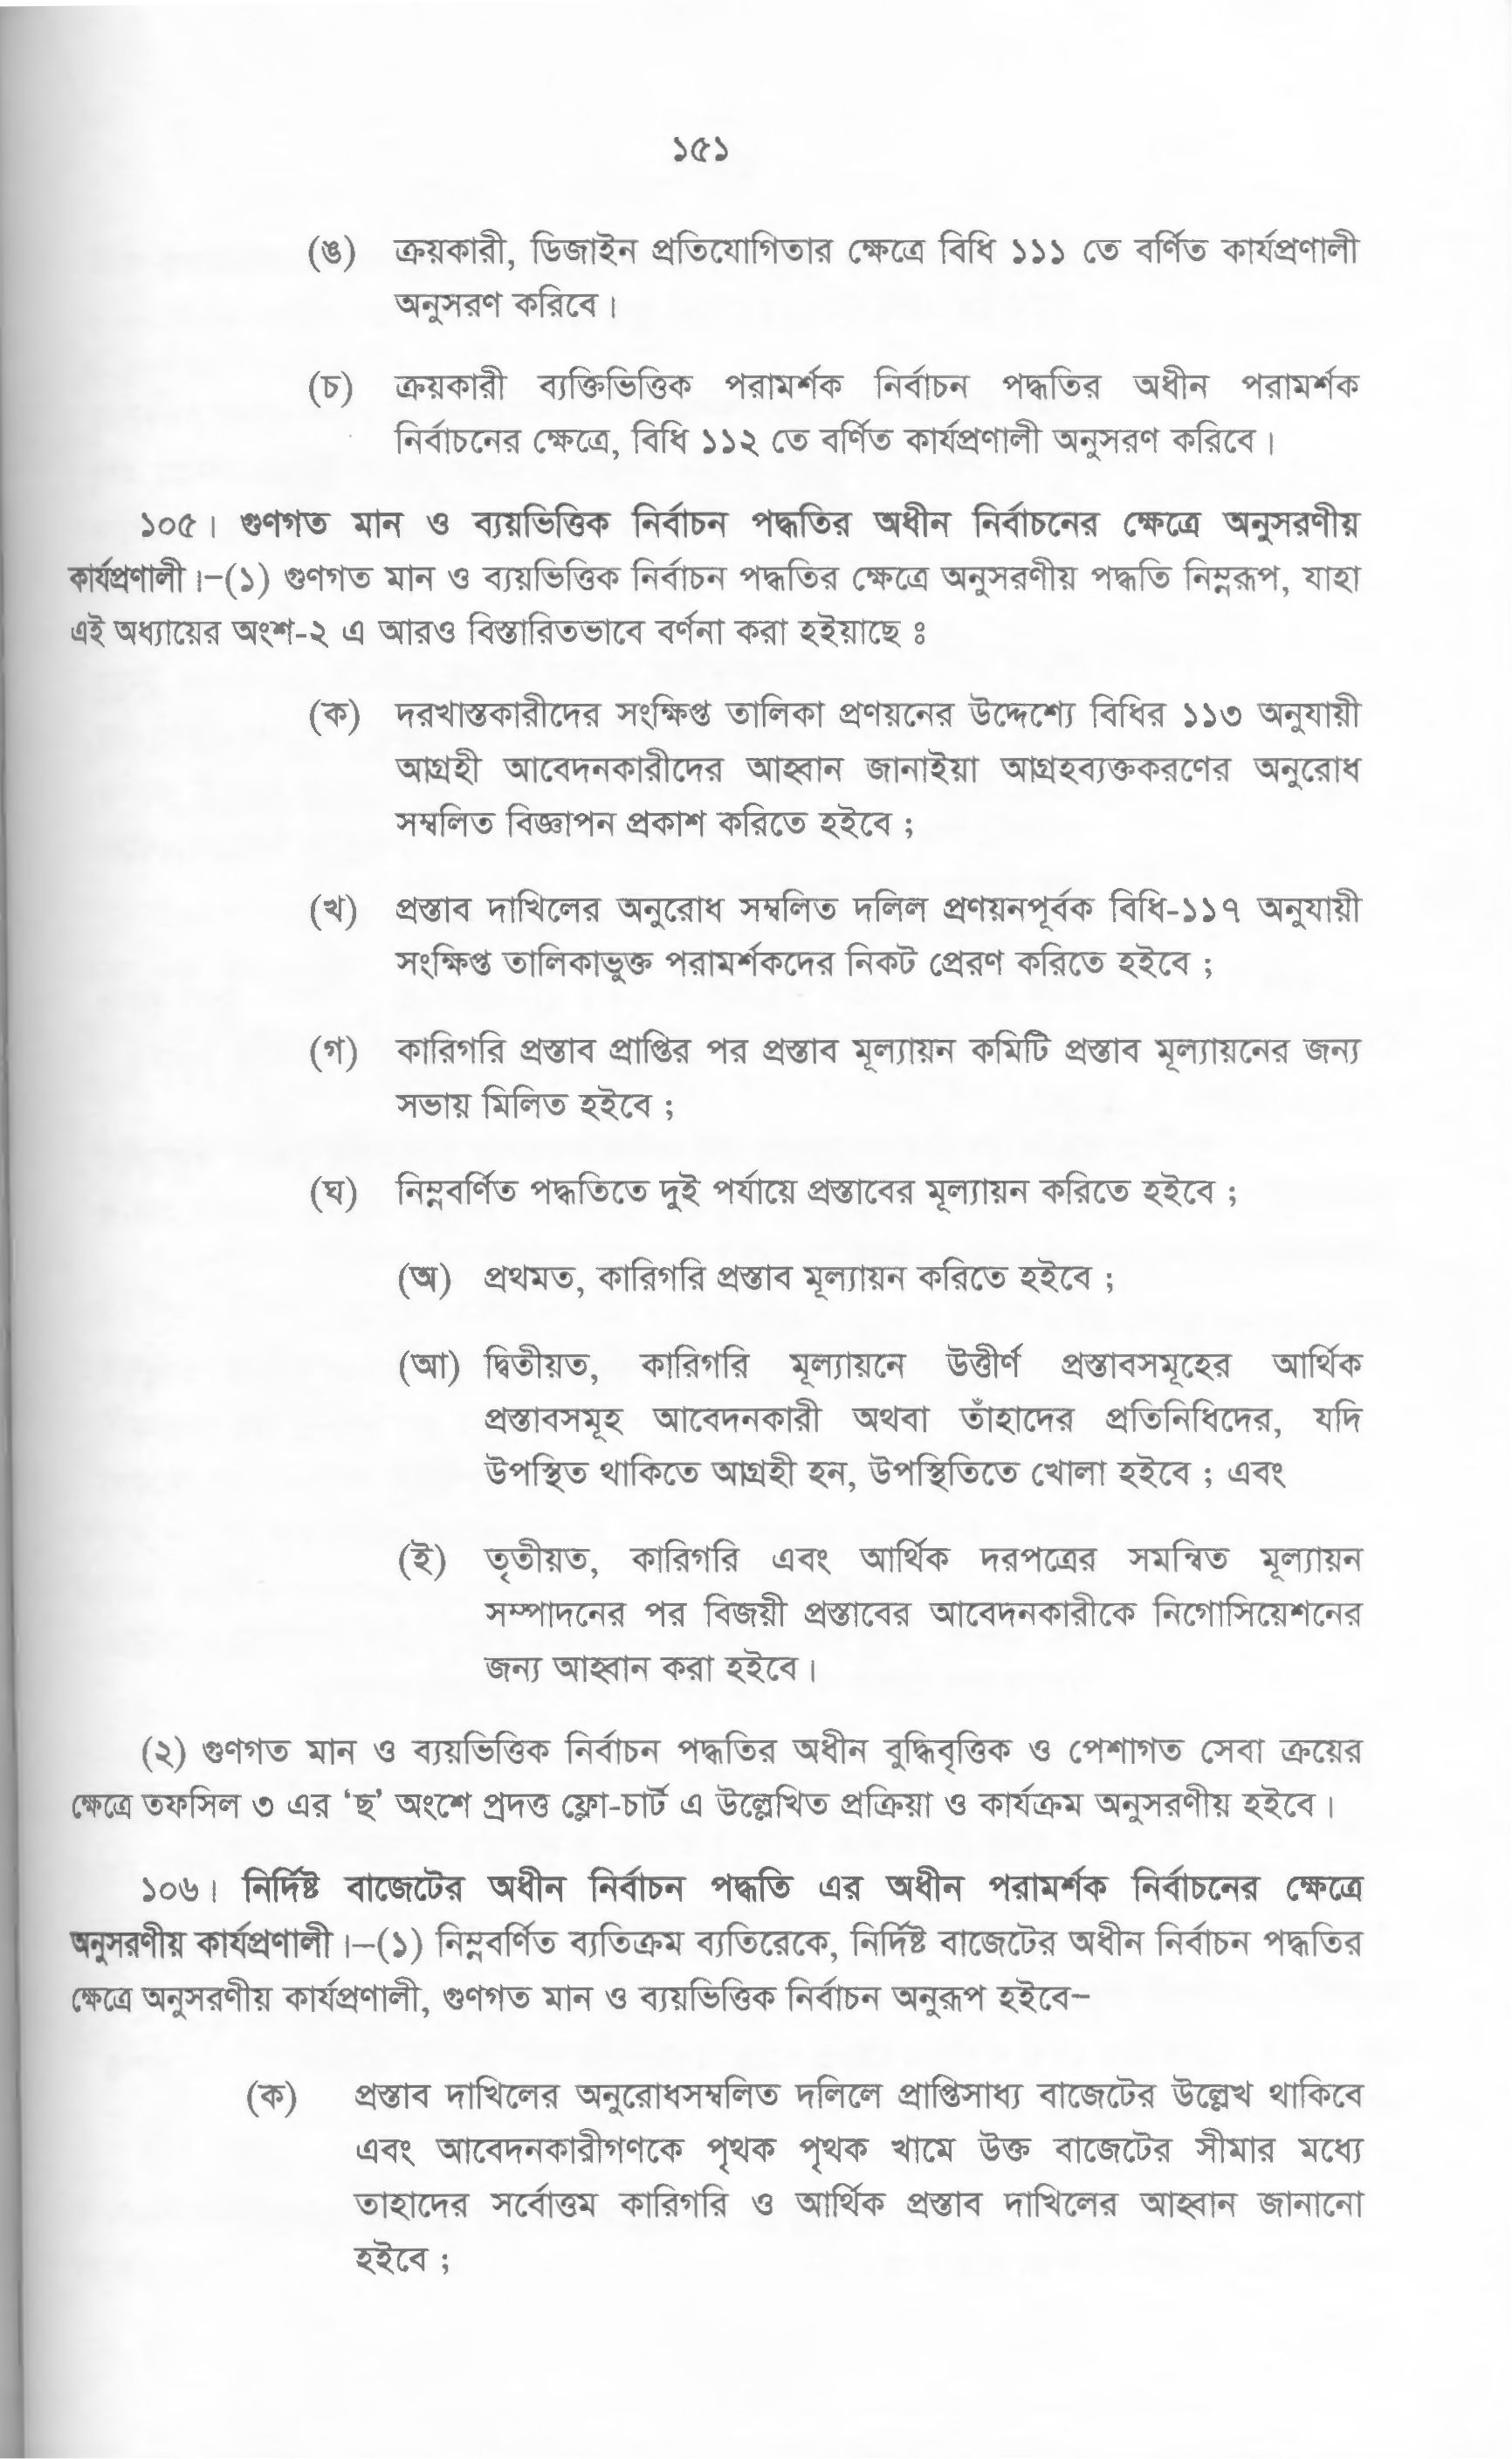 ১৫১
(ঙ) ক্রয়কারী, ডিজাইন প্রতিযোগিতার ক্ষেত্রে বিধি ১১১ তে বর্ণিত কার্যপ্রণালী
অনুসরণ করিবে।
(চ) ক্রয়কারী ব্যক্তিভিত্তিক পরামর্শক নির্বাচন পদ্ধতির অধীন পরামর্শক
নির্বাচনের ক্ষেত্রে, বিধি ১১২ তে বর্ণিত কার্যপ্রণালী অনুসরণ করিবে।
১০৫। গুণগত মান ও ব্যয়ভিত্তিক নির্বাচন পদ্ধতির অধীন নির্বাচনের ক্ষেত্রে অনুসরণীয়
কার্যপ্রণালী।–(১) গুণগত মান ও ব্যয়ভিত্তিক নির্বাচন পদ্ধতির ক্ষেত্রে অনুসরণীয় পদ্ধতি নিম্নরূপ, যাহা
এই অধ্যায়ের অংশ-২ এ আরও বিস্তারিতভাবে বর্ণনা করা হইয়াছে ঃ
(ক) দরখাস্তকারীদের সংক্ষিপ্ত তালিকা প্রণয়নের উদ্দেশ্যে বিধির ১১৩ অনুযায়ী
আগ্রহী আবেদনকারীদের আহ্বান জানাইয়া আগ্রহব্যক্তকরণের অনুরোধ
সম্বলিত বিজ্ঞাপন প্রকাশ করিতে হইবে ;
(খ) প্রস্তাব দাখিলের অনুরোধ সম্বলিত দলিল প্রণয়নপূর্বক বিধি-১১৭ অনুযায়ী
সংক্ষিপ্ত তালিকাভুক্ত পরামর্শকদের নিকট প্রেরণ করিতে হইবে ;
(গ) কারিগরি প্রস্তাব প্রাপ্তির পর প্রস্তাব মূল্যায়ন কমিটি প্রস্তাব মূল্যায়নের জন্য
সভায় মিলিত হইবে ;
(ঘ) নিম্নবর্ণিত পদ্ধতিতে দুই পর্যায়ে প্রস্তাবের মূল্যায়ন করিতে হইবে ;
(অ) প্রথমত, কারিগরি প্রস্তাব মূল্যায়ন করিতে হইবে ;
(আ) দ্বিতীয়ত, কারিগরি মূল্যায়নে উত্তীর্ণ প্রস্তাবসমূহের আর্থিক
প্রস্তাবসমূহ আবেদনকারী অথবা তাঁহাদের প্রতিনিধিদের, যদি
উপস্থিত থাকিতে আগ্রহী হন, উপস্থিতিতে খোলা হইবে ; এবং
(ই) তৃতীয়ত, কারিগরি এবং আর্থিক দরপত্রের সমন্বিত মূল্যায়ন
সম্পাদনের পর বিজয়ী প্রস্তাবের আবেদনকারীকে নিগোসিয়েশনের
জন্য আহ্বান করা হইবে।
(২) গুণগত মান ও ব্যয়ভিত্তিক নির্বাচন পদ্ধতির অধীন বুদ্ধিবৃত্তিক ও পেশাগত সেবা ক্রয়ের
ক্ষেত্রে তফসিল ৩ এর ‘ছ’ অংশে প্রদত্ত ফ্লো-চার্ট এ উল্লেখিত প্রক্রিয়া ও কার্যক্রম অনুসরণীয় হইবে।
১০৬। নির্দিষ্ট বাজেটের অধীন নির্বাচন পদ্ধতি এর অধীন পরামর্শক নির্বাচনের ক্ষেত্রে
অনুসরণীয় কার্যপ্রণালী।–(১) নিম্নবর্ণিত ব্যতিক্রম ব্যতিরেকে, নির্দিষ্ট বাজেটের অধীন নির্বাচন পদ্ধতির
ক্ষেত্রে অনুসরণীয় কার্যপ্রণালী, গুণগত মান ও ব্যয়ভিত্তিক নির্বাচন অনুরূপ হইবে–
(ক) প্রস্তাব দাখিলের অনুরোধসম্বলিত দলিলে প্রাপ্তিসাধ্য বাজেটের উল্লেখ থাকিবে
এবং আবেদনকারীগণকে পৃথক পৃথক খামে উক্ত বাজেটের সীমার মধ্যে
তাহাদের সর্বোত্তম কারিগরি ও আর্থিক প্রস্তাব দাখিলের আহ্বান জানানো
হইবে ;